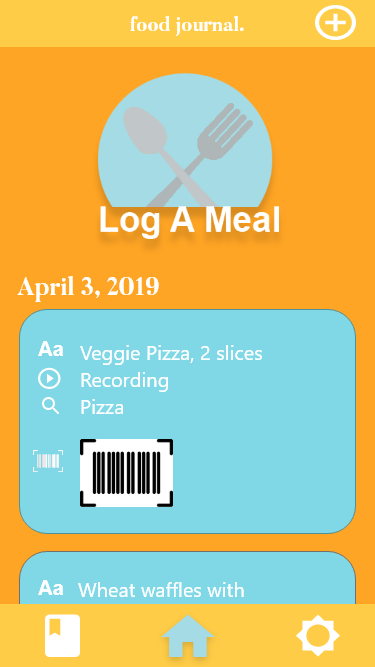 food journal.
Log A Meal
April 3, 2019
Aa Veggie Pizza, 2 slices
Recording
Pizza
Aa Wheat waffles with